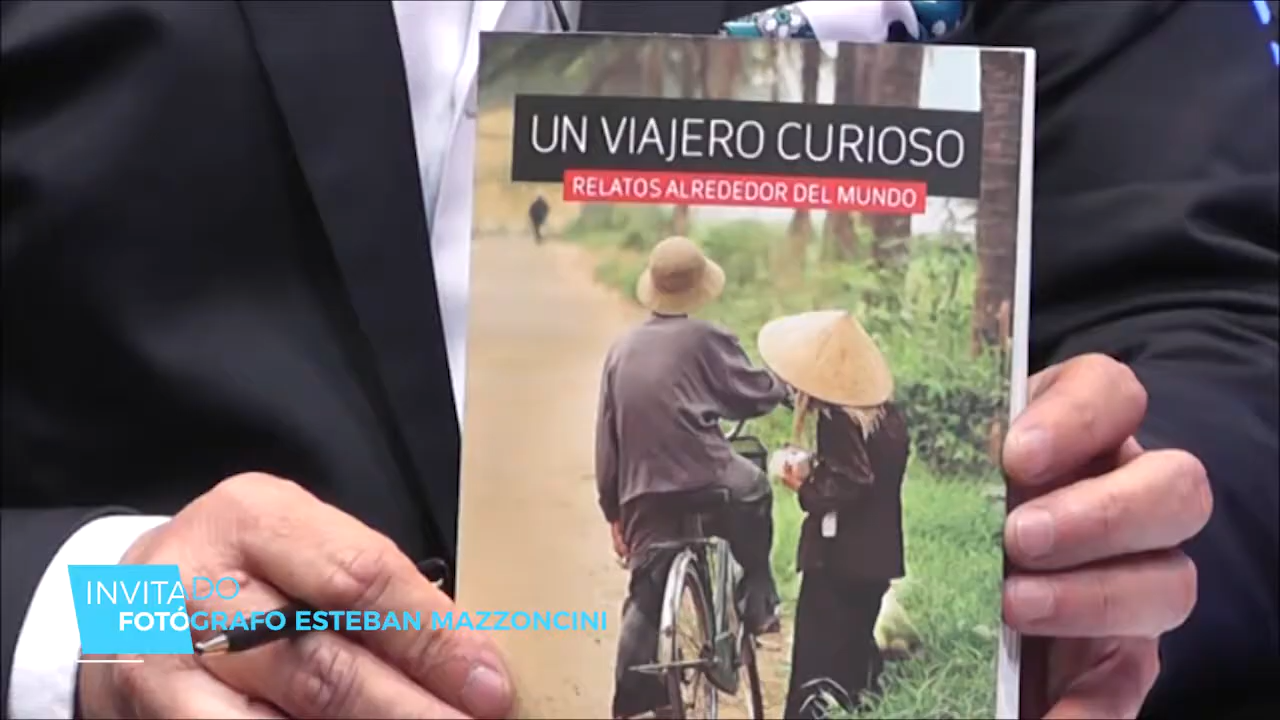 UN VIAJERO CURIOSO
RELATOS ALREDEDOR DEL MUNDO
INVITADO
FOTÓGRAFO ESTEBAN MAZZONCINI